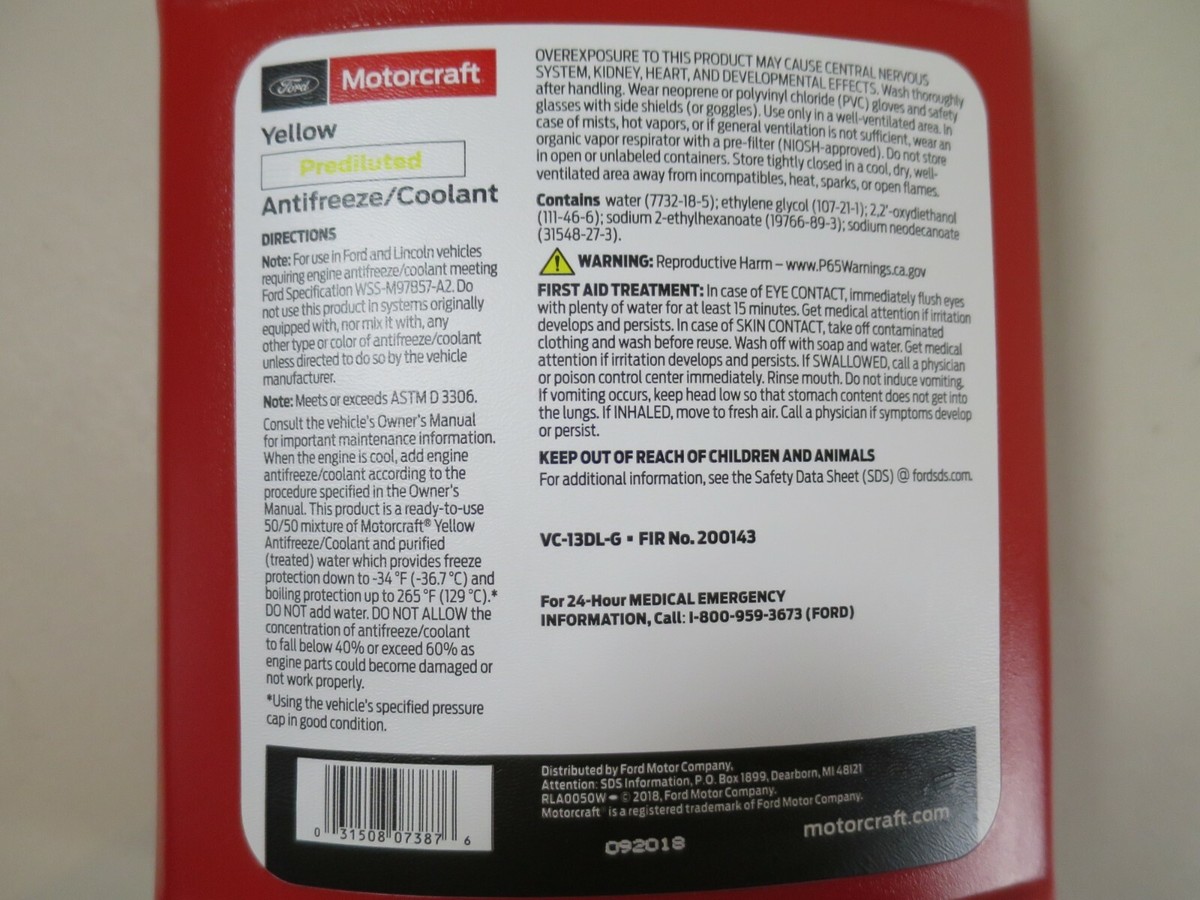 Ford
Motorcraft
Yellow
Prediluted
Antifreeze/Coolant
DIRECTIONS
Note: For use in Ford and Lincoln vehicles
requiring engine antifreeze/coolant meeting
Ford Specification WSS-M97B57-A2. Do
not use this product in systems originally
equipped with, nor mix it with, any
other type or color of antifreeze/coolant
unless directed to do so by the vehicle
manufacturer.
Note: Meets or exceeds ASTM D 3306.
Consult the vehicle's Owner's Manual
for important maintenance information.
When the engine is cool, add engine
antifreeze/coolant according to the
procedure specified in the Owner's
Manual. This product is a ready-to-use
50/50 mixture of Motorcraft® Yellow
Antifreeze/Coolant and purified
(treated) water which provides freeze
protection down to -34 °F (-36.7 °C) and
boiling protection up to 265 °F (129 °C).*
DO NOT add water. DO NOT ALLOW the
concentration of antifreeze/coolant
to fall below 40% or exceed 60% as
engine parts could become damaged or
not work properly.
*Using the vehicle's specified pressure
cap in good condition.
OVEREXPOSURE TO THIS PRODUCT MAY CAUSE CENTRAL NERVOUS
SYSTEM, KIDNEY, HEART, AND DEVELOPMENTAL EFFECTS. Wash thoroughly
after handling. Wear neoprene or polyvinyl chloride (PVC) gloves and safety
glasses with side shields (or goggles). Use only in a well-ventilated area. In
case of mists, hot vapors, or if general ventilation is not sufficient, wear an
organic vapor respirator with a pre-filter (NIOSH-approved). Do not store
in open or unlabeled containers. Store tightly closed in a cool, dry, well-
ventilated area away from incompatibles, heat, sparks, or open flames.
Contains water (7732-18-5); ethylene glycol (107-21-1); 2,2'-oxydiethanol
(111-46-6); sodium 2-ethylhexanoate (19766-89-3); sodium neodecanoate
(31548-27-3).
WARNING: Reproductive Harm – www.P65Warnings.ca.gov
FIRST AID TREATMENT: In case of EYE CONTACT, immediately flush eyes
with plenty of water for at least 15 minutes. Get medical attention if irritation
develops and persists. In case of SKIN CONTACT, take off contaminated
clothing and wash before reuse. Wash off with soap and water. Get medical
attention if irritation develops and persists. If SWALLOWED, call a physician
or poison control center immediately. Rinse mouth. Do not induce vomiting.
If vomiting occurs, keep head low so that stomach content does not get into
the lungs. If INHALED, move to fresh air. Call a physician if symptoms develop
or persist.
KEEP OUT OF REACH OF CHILDREN AND ANIMALS
For additional information, see the Safety Data Sheet (SDS) @ fordsds.com.
VC-13DL-G ▪ FIR No. 200143
For 24-Hour MEDICAL EMERGENCY
INFORMATION, Call: 1-800-959-3673 (FORD)
0 31508 07387 6
Distributed by Ford Motor Company,
Attention: SDS Information, P.O. Box 1899, Dearborn, MI 48121
RLA0050W © 2018, Ford Motor Company.
Motorcraft® is a registered trademark of Ford Motor Company.
092018
motorcraft.com